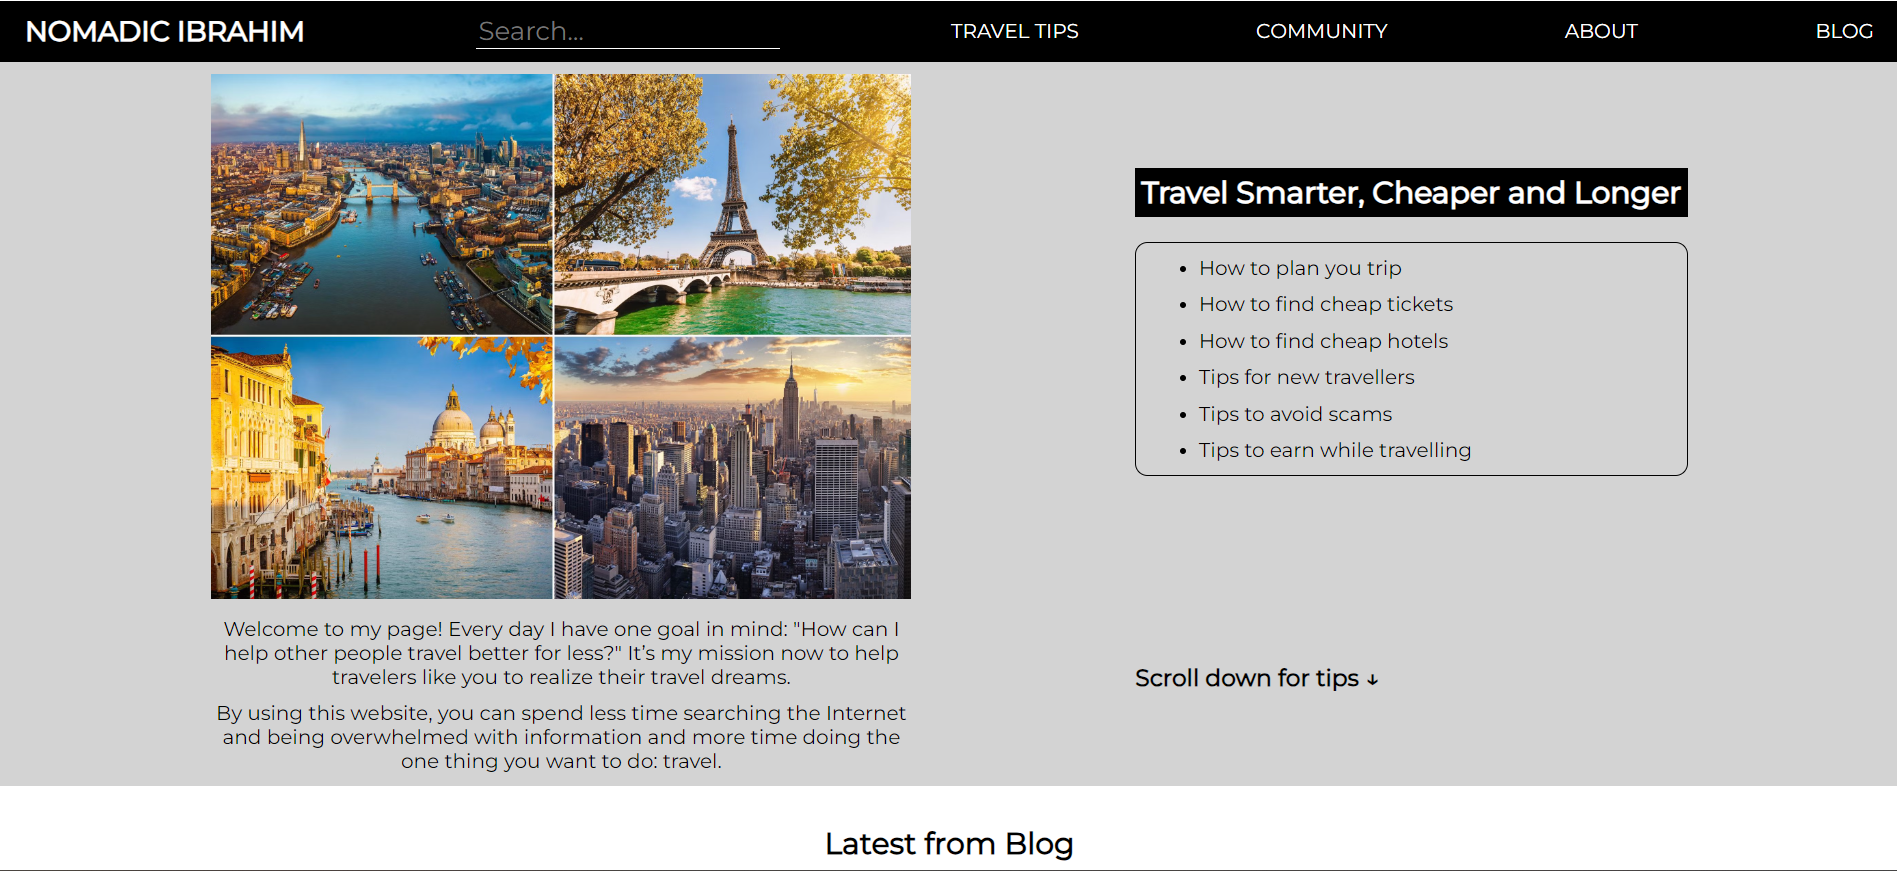 NOMADIC IBRAHIM
Search...
TRAVEL TIPS
COMMUNITY
ABOUT
BLOG
Travel Smarter, Cheaper and Longer
• How to plan you trip
• How to find cheap tickets
• How to find cheap hotels
• Tips for new travellers
• Tips to avoid scams
• Tips to earn while travelling
Welcome to my page! Every day I have one goal in mind: "How can I
help other people travel better for less?" It’s my mission now to help
travelers like you to realize their travel dreams.
By using this website, you can spend less time searching the Internet
and being overwhelmed with information and more time doing the
one thing you want to do: travel.
Scroll down for tips ↓
Latest from Blog